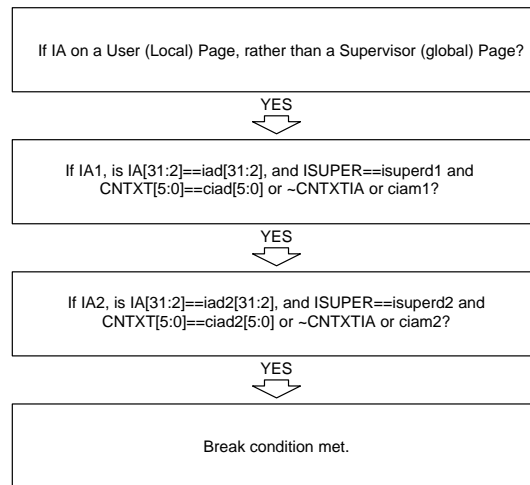 If IA on a User (Local) Page, rather than a Supervisor (global) Page?
YES
If IA1, is IA[31:2]==iad[31:2], and ISUPER==isuperd1 and
CNTXT[5:0]==ciad[5:0] or ~CNTXTIA or ciam1?
YES
If IA2, is IA[31:2]==iad2[31:2], and ISUPER==isuperd2 and
CNTXT[5:0]==ciad2[5:0] or ~CNTXTIA or ciam2?
YES
Break condition met.